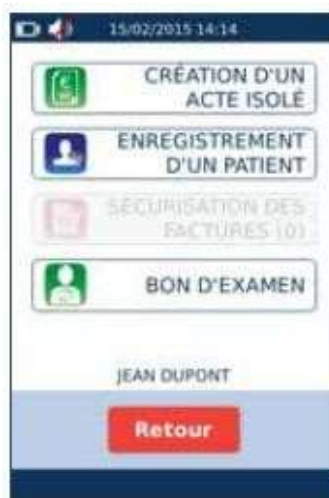 15/02/2015 14:14
CRÉATION D'UN
ACTE ISOLÉ
ENREGISTREMENT
D'UN PATIENT
SÉCURISATION DES
FACTURES (0)
BON D'EXAMEN
JEAN DUPONT
Retour